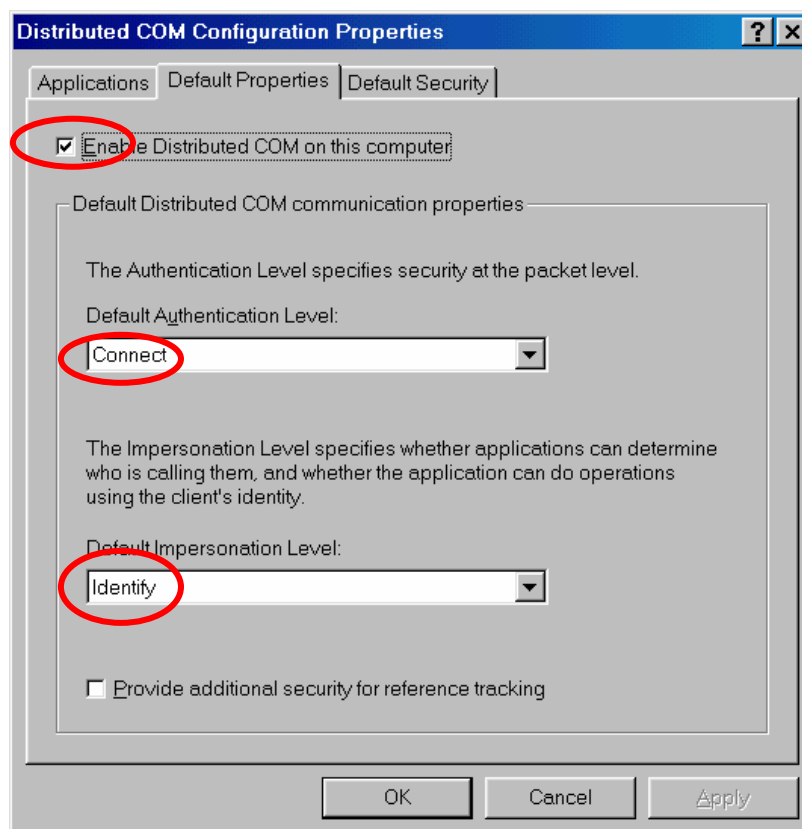 Distributed COM Configuration Properties
Applications Default Properties Default Security
Enable Distributed COM on this computer
Default Distributed COM communication properties
The Authentication Level specifies security at the packet level.
Default Authentication Level:
Connect
The Impersonation Level specifies whether applications can determine
who is calling them, and whether the application can do operations
using the client's identity.
Default Impersonation Level:
Identify
Provide additional security for reference tracking
OK Cancel Apply